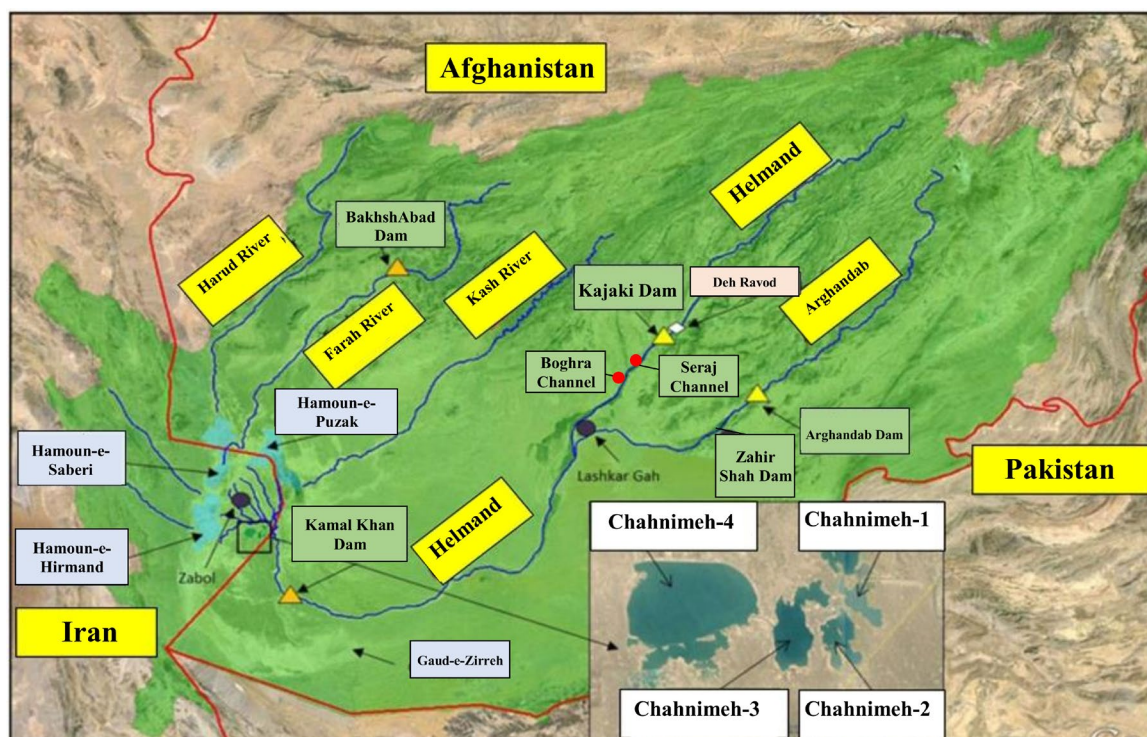 Afghanistan
Helmand
BakhshAbad
Dam
Harud River
Kash River
Farah River
Kajaki Dam
Deh Ravod
Arghandab
Boghra
Channel
Seraj
Channel
Hamoun-e-
Puzak
Hamoun-e-
Saberi
Lashkar Gah
Zahir
Shah Dam
Arghandab Dam
Pakistan
Hamoun-e-
Hirmand
Zabol
Kamal Khan
Dam
Helmand
Iran
Gaud-e-Zirreh
Chahnimeh-4
Chahnimeh-1
Chahnimeh-3
Chahnimeh-2